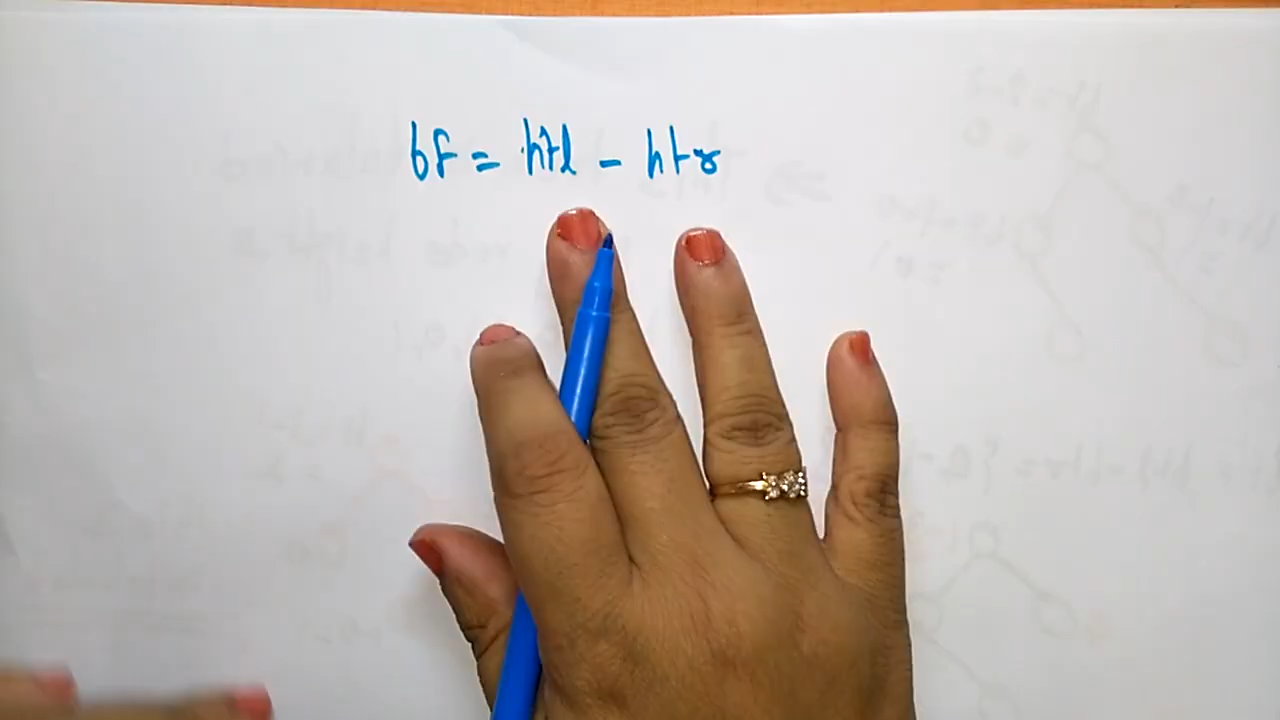 bf = htl - htr